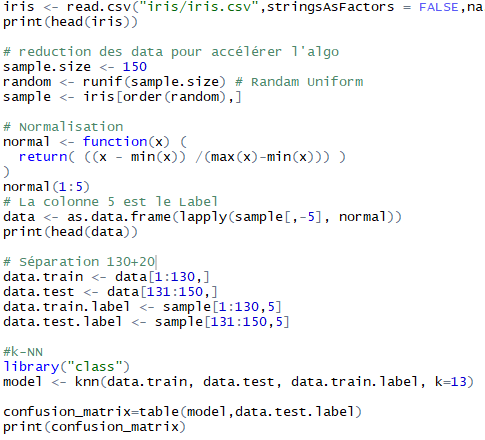 iris <- read.csv("iris/iris.csv",stringsAsFactors = FALSE,na
print(head(iris))
# reduction des data pour accélérer l'algo
sample.size <- 150
random <- runif(sample.size) # Randam Uniform
sample <- iris[order(random),]
# Normalisation
normal <- function(x) (
  return( ((x - min(x)) /(max(x)-min(x))) )
)
normal(1:5)
# La colonne 5 est le Label
data <- as.data.frame(lapply(sample[,-5], normal))
print(head(data))
# Séparation 130+20
data.train <- data[1:130,]
data.test <- data[131:150,]
data.train.label <- sample[1:130,5]
data.test.label <- sample[131:150,5]
#k-NN
library("class")
model <- knn(data.train, data.test, data.train.label, k=13)
confusion_matrix=table(model,data.test.label)
print(confusion_matrix)